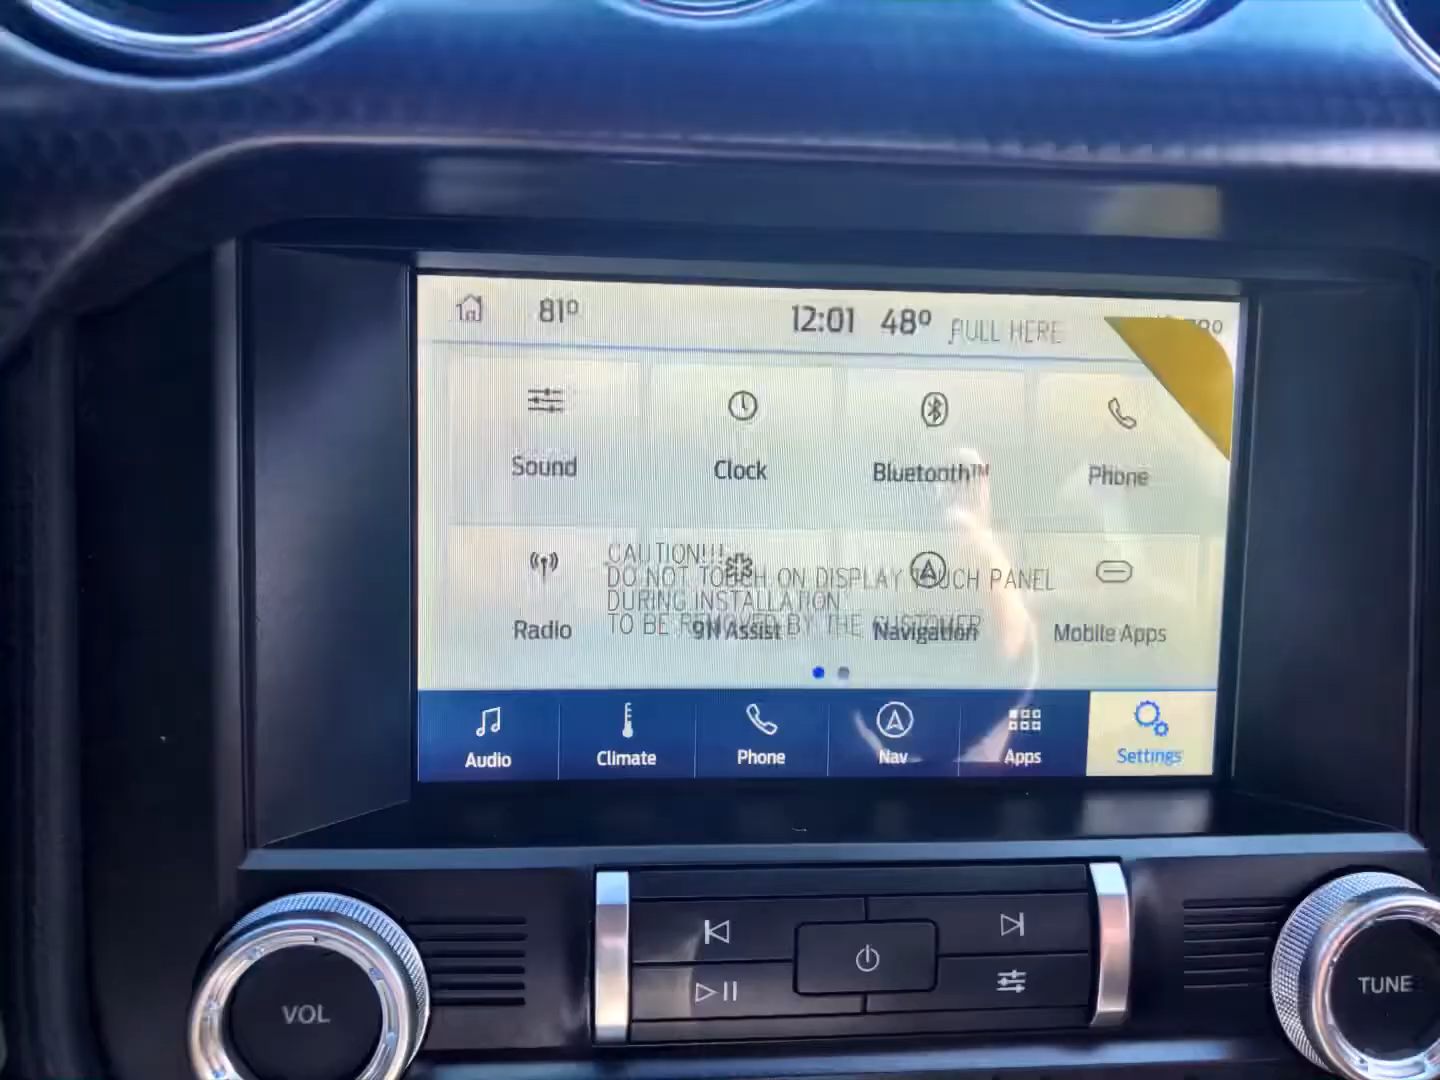 81° 12:01 48° PULL HERE
Sound Clock Bluetooth™ Phone
CAUTION!!!
DO NOT TOUCH ON DISPLAY TOUCH PANEL
DURING INSTALLATION
TO BE REMOVED BY THE CUSTOMER
Radio 911 Assist Navigation Mobile Apps
Audio Climate Phone Nav Apps Settings
VOL
TUNE